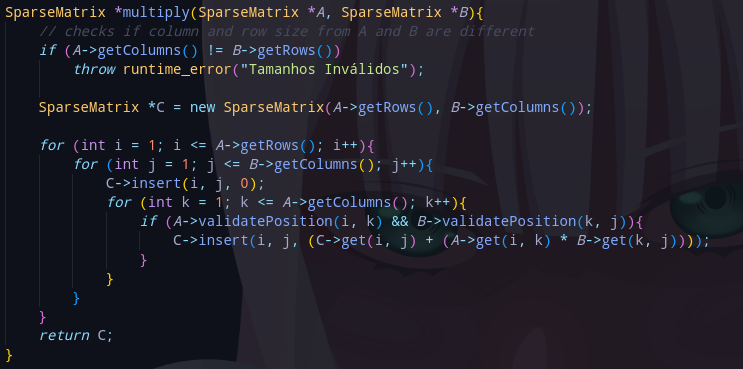 SparseMatrix *multiply(SparseMatrix *A, SparseMatrix *B){
    // checks if column and row size from A and B are different
    if (A->getColumns() != B->getRows())
        throw runtime_error("Tamanhos Inválidos");

    SparseMatrix *C = new SparseMatrix(A->getRows(), B->getColumns());

    for (int i = 1; i <= A->getRows(); i++){
        for (int j = 1; j <= B->getColumns(); j++){
            C->insert(i, j, 0);
            for (int k = 1; k <= A->getColumns(); k++){
                if (A->validatePosition(i, k) && B->validatePosition(k, j)){
                    C->insert(i, j, (C->get(i, j) + (A->get(i, k) * B->get(k, j))));
                }
            }
        }
    }
    return C;
}